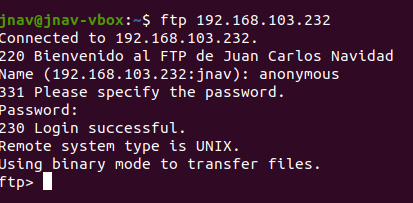 jnav@jnav-vbox:~$ ftp 192.168.103.232
Connected to 192.168.103.232.
220 Bienvenido al FTP de Juan Carlos Navidad
Name (192.168.103.232:jnav): anonymous
331 Please specify the password.
Password:
230 Login successful.
Remote system type is UNIX.
Using binary mode to transfer files.
ftp>